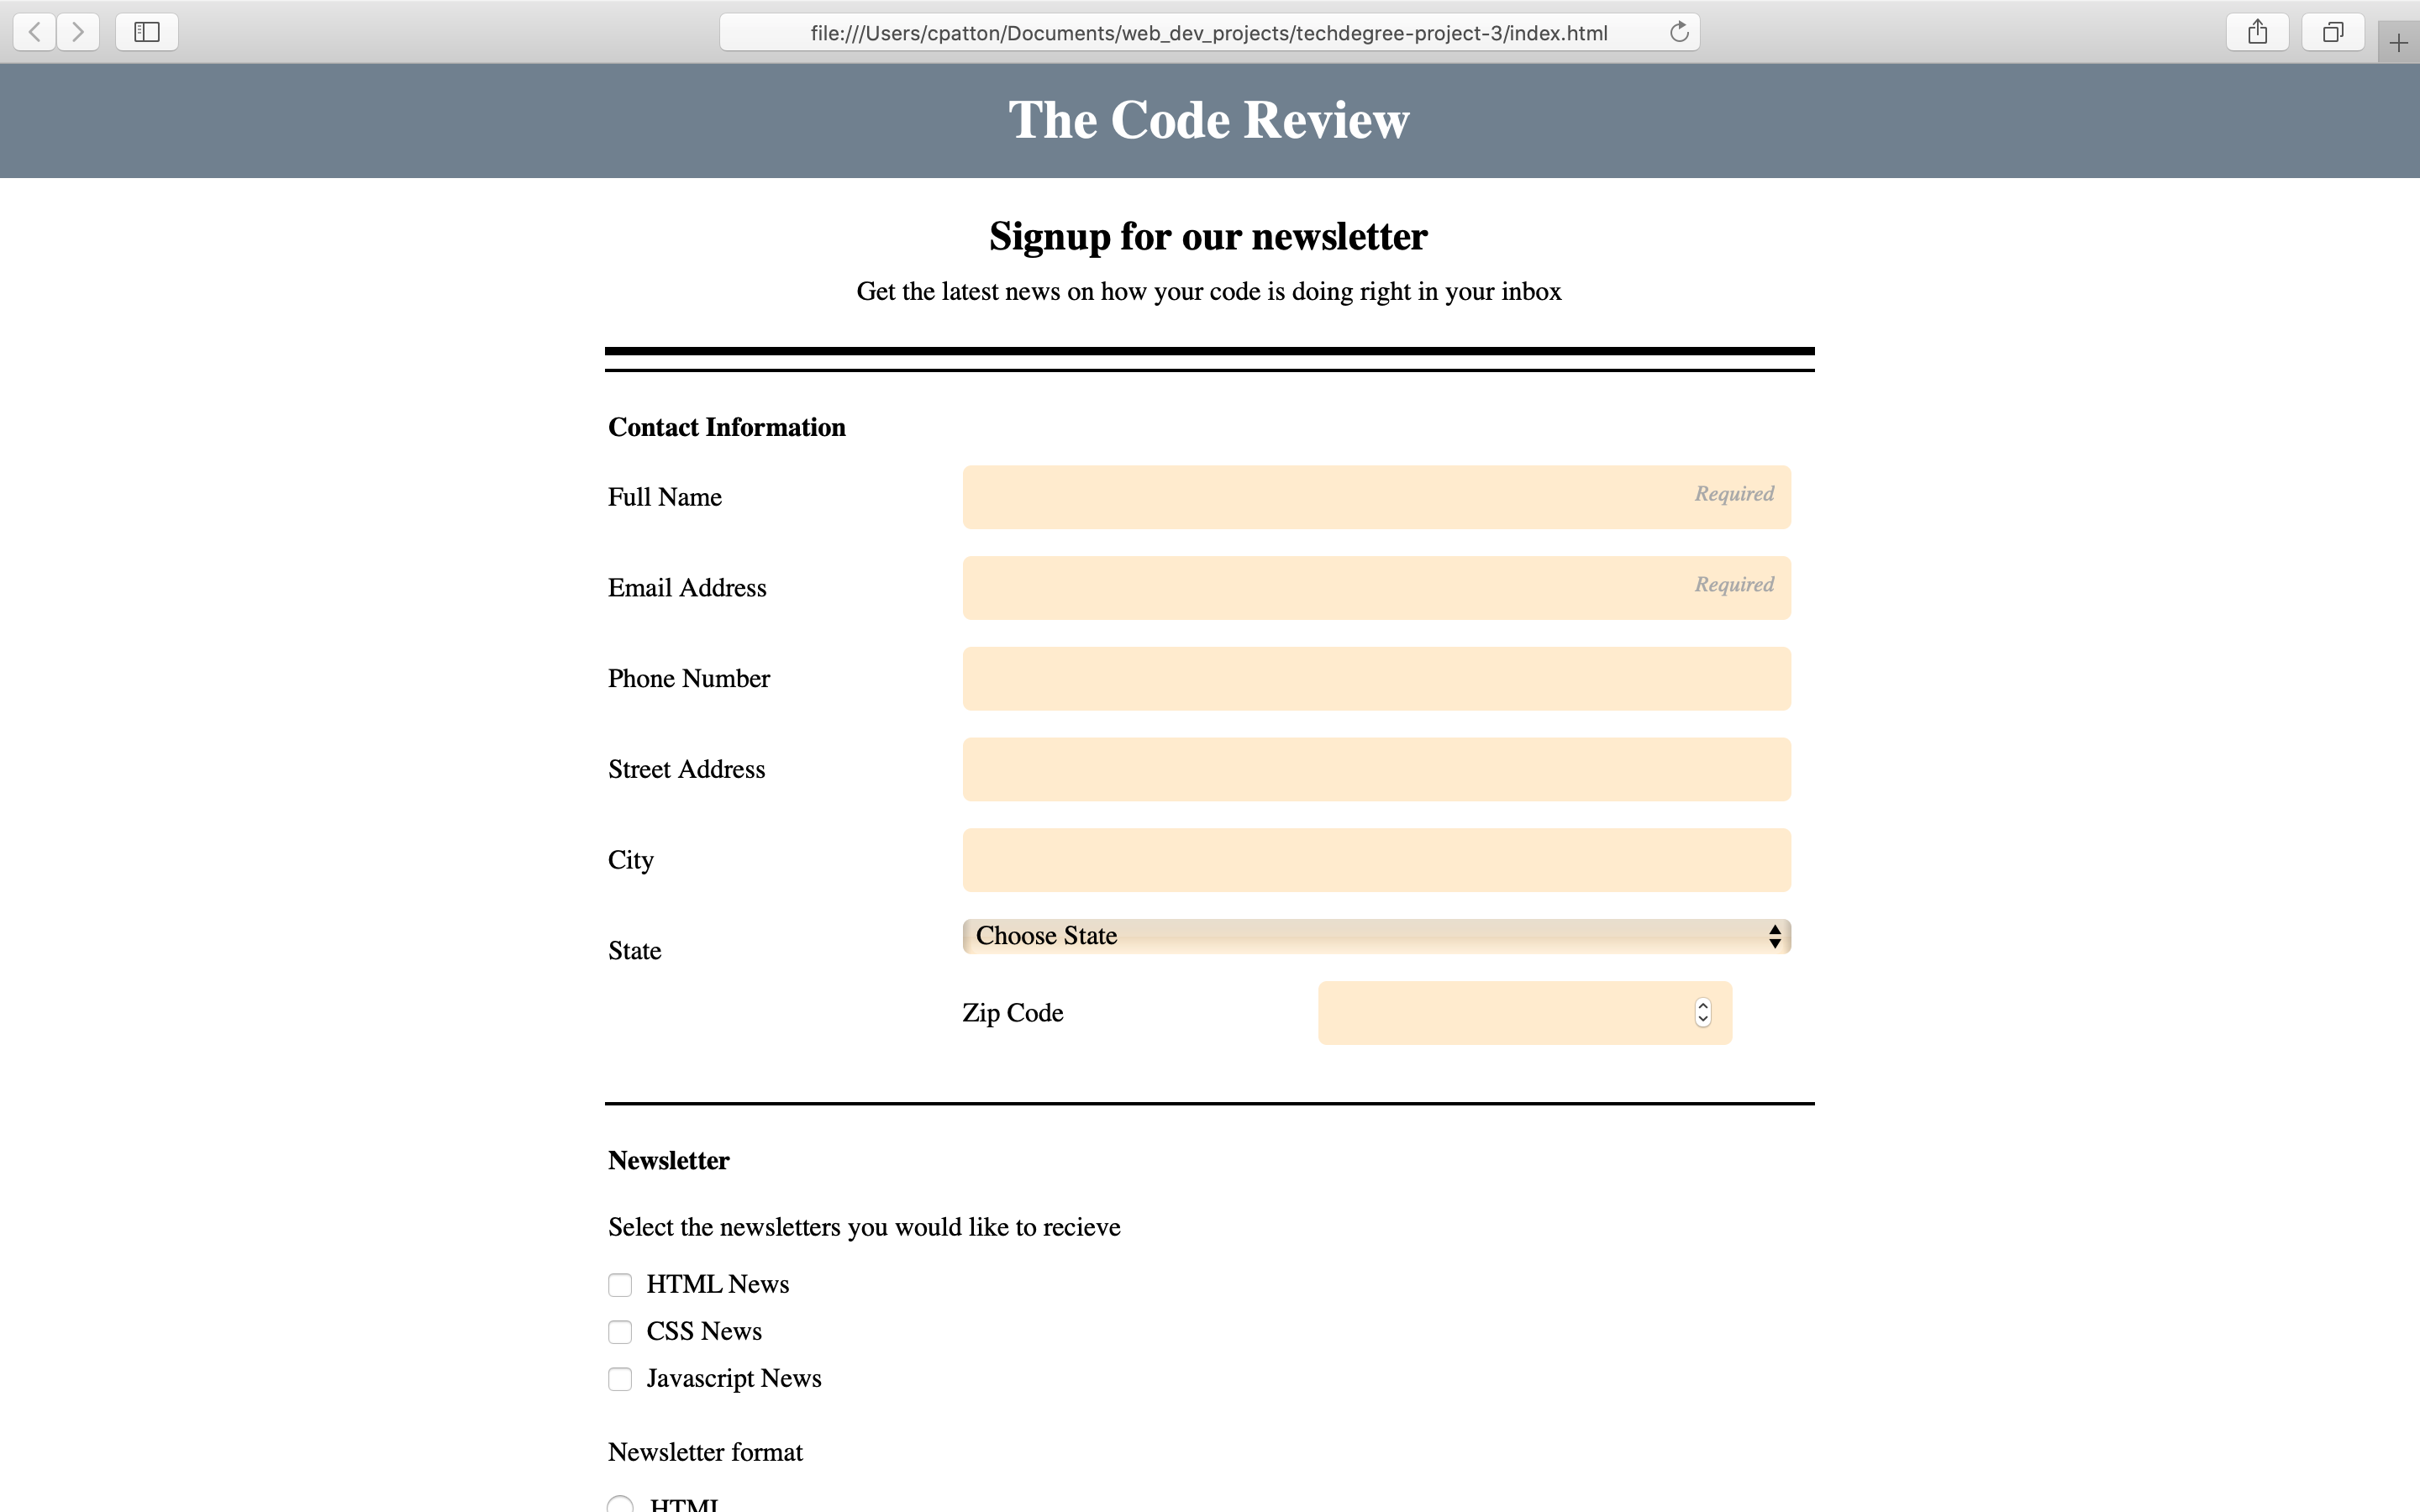 file:///Users/cpatton/Documents/web_dev_projects/techdegree-project-3/index.html
The Code Review
Signup for our newsletter
Get the latest news on how your code is doing right in your inbox
Contact Information
Full Name Required
Email Address Required
Phone Number
Street Address
City
State Choose State
Zip Code
Newsletter
Select the newsletters you would like to recieve
HTML News
CSS News
Javascript News
Newsletter format
HTML